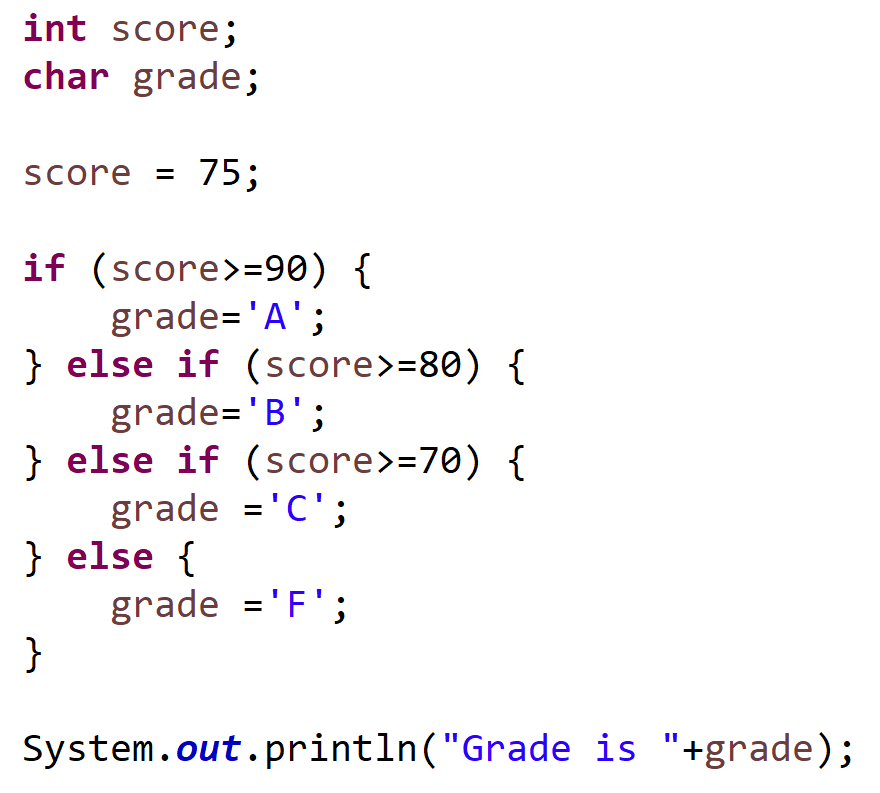 int score;
char grade;
score = 75;
if (score>=90) {
    grade='A';
} else if (score>=80) {
    grade='B';
} else if (score>=70) {
    grade ='C';
} else {
    grade ='F';
}
System.out.println("Grade is "+grade);